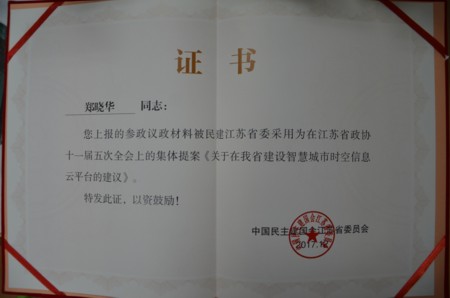 证书
郑晓华 同志：
您上报的参政议政材料被民建江苏省委采用为在江苏省政协
十一届五次全会上的集体提案《关于在我省建设智慧城市时空信息
云平台的建议》。
特发此证、以资鼓励！
中国民主建国会江苏省委员会
2017.12